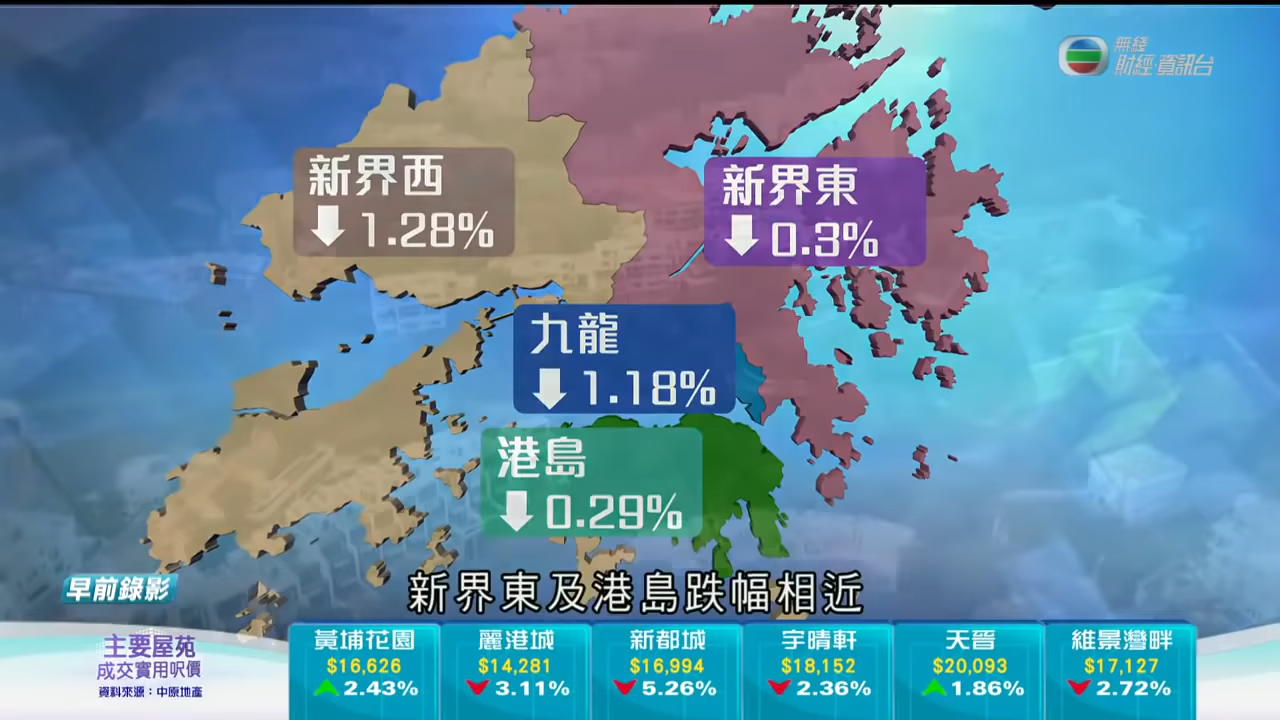 無綫
財經·資訊台
新界西
1.28%
新界東
0.3%
九龍
1.18%
港島
0.29%
新界東及港島跌幅相近
早前錄影
主要屋苑
成交實用呎價
資料來源：中原地產
黃埔花園
$16,626
2.43%
麗港城
$14,281
3.11%
新都城
$16,994
5.26%
宇晴軒
$18,152
2.36%
天晉
$20,093
1.86%
維景灣畔
$17,127
2.72%